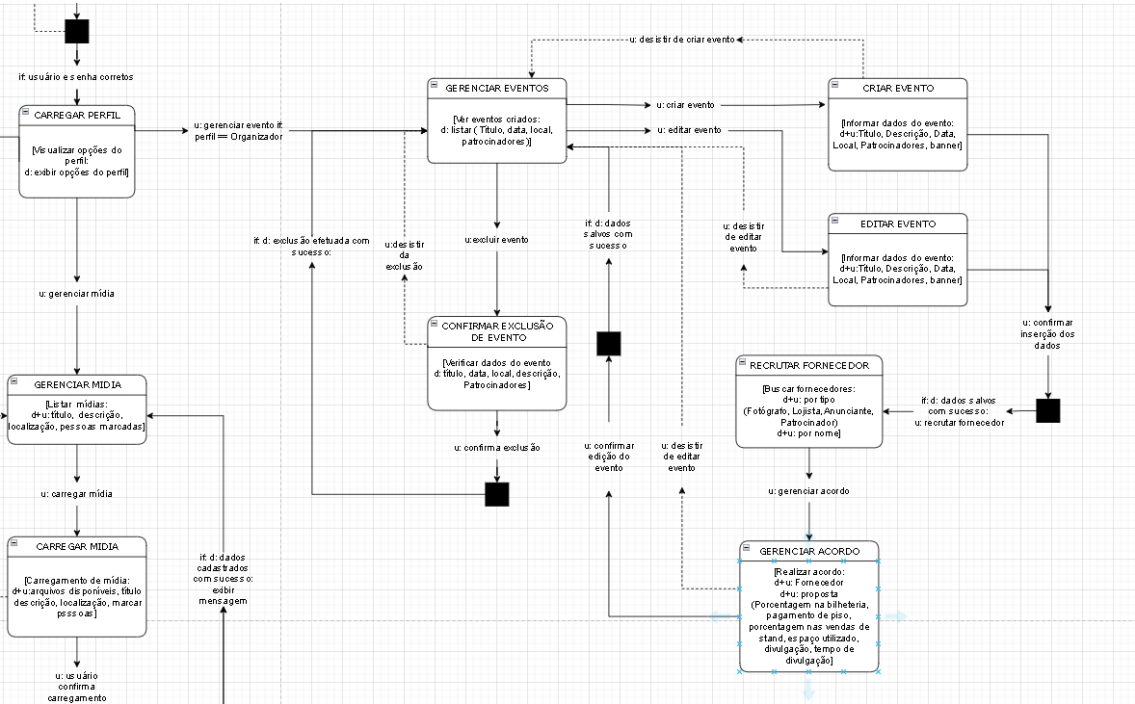 if: usuário e senha corretos
CARREGAR PERFIL
[Visualizar opções do
perfil:
d: exibir opções do perfil]
u: gerenciar evento if:
perfil == Organizador
u: gerenciar mídia
GERENCIAR MIDIA
[Listar mídias:
d+u: título, descrição,
localização, pessoas marcadas]
u: carregar mídia
CARREGAR MIDIA
[Carregamento de mídia:
d+u:arquivos disponíveis, título
descrição, localização, marcar
psssoas]
u: usuário
confirma
carregamento
if: d: dados
cadastrados
com sucesso:
exibir
mensagem
if: d: exclusão efetuada com
sucesso:
u:desistir
da
exclusão
GERENCIAR EVENTOS
[Ver eventos criados:
d: listar ( Título, data, local,
patrocinadores)]
u:excluir evento
CONFIRMAR EXCLUSÃO
DE EVENTO
[Verificar dados do evento
d: título, data, local, descrição,
Patrocinadores]
u: confirma exclusão
u: desistir de criar evento
u: criar evento
u: editar evento
if: d: dados
salvos com
sucesso
u: desistir
de editar
evento
u: confirmar
edição do
evento
u: desistir
de editar
evento
CRIAR EVENTO
[Informar dados do evento:
d+u:Título, Descrição, Data,
Local, Patrocinadores, banner]
EDITAR EVENTO
[Informar dados do evento:
d+u:Título, Descrição, Data,
Local, Patrocinadores, banner]
u: confirmar
inserção dos
dados
if: d: dados salvos
com sucesso:
u: recrutar fornecedor
RECRUTAR FORNECEDOR
[Buscar fornecedores:
d+u: por tipo
(Fotógrafo, Lojista, Anunciante,
Patrocinador)
d+u: por nome]
u: gerenciar acordo
GERENCIAR ACORDO
[Realizar acordo:
d+u: Fornecedor
d+u: proposta
(Porcentagem na bilheteria,
pagamento de piso,
porcentagem nas vendas de
stand, espaço utilizado,
divulgação, tempo de
divulgação]